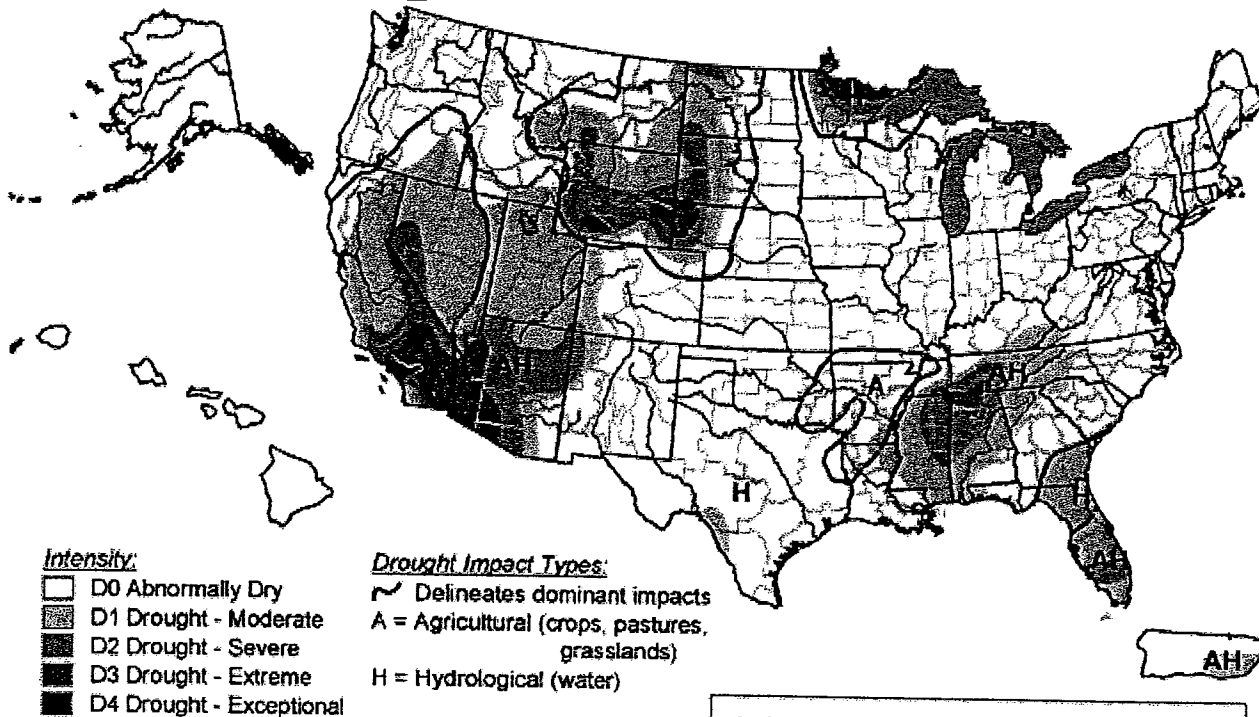 H
A
AH
AH
H
H
AH
AH
Intensity:
D0 Abnormally Dry
D1 Drought - Moderate
D2 Drought - Severe
D3 Drought - Extreme
D4 Drought - Exceptional
Drought Impact Types:
Delineates dominant impacts
A = Agricultural (crops, pastures,
grasslands)
H = Hydrological (water)